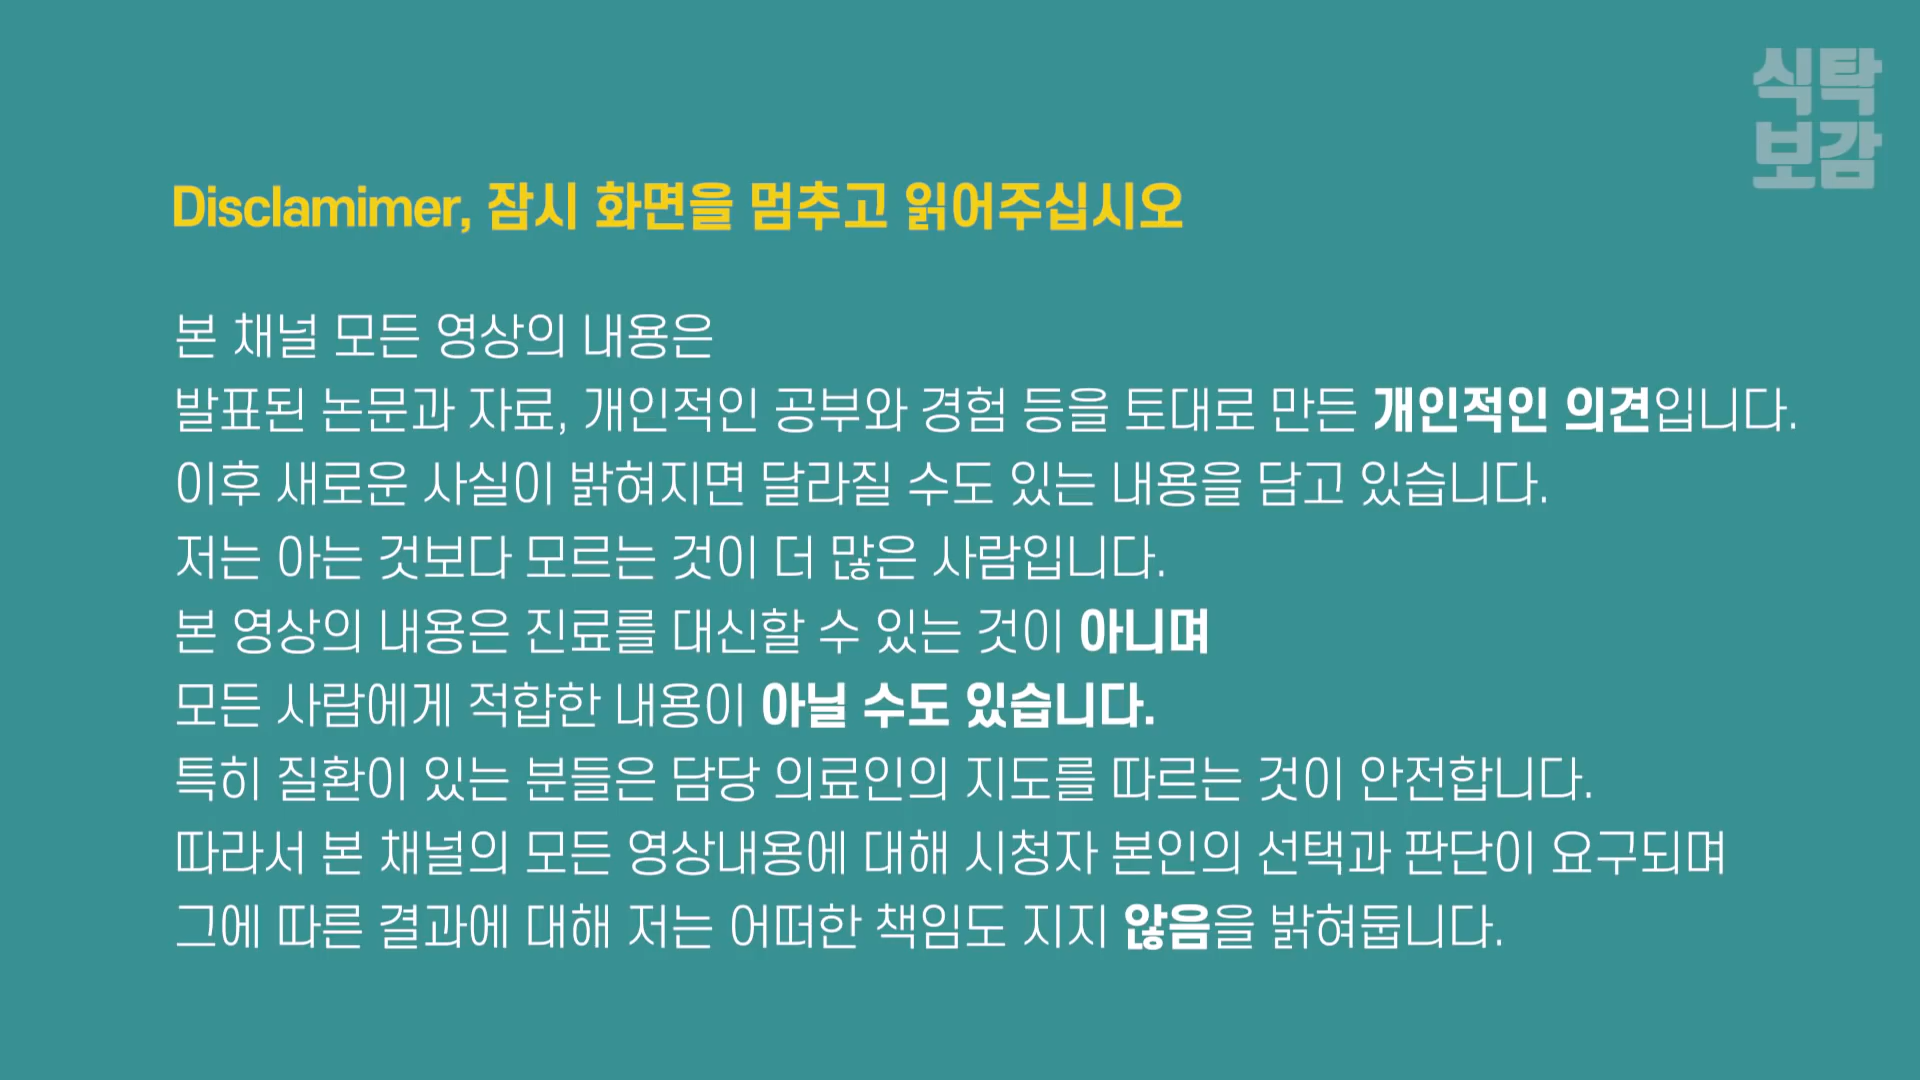 식탁
보감
Disclamimer, 잠시 화면을 멈추고 읽어주십시오
본 채널 모든 영상의 내용은
발표된 논문과 자료, 개인적인 공부와 경험 등을 토대로 만든 개인적인 의견입니다.
이후 새로운 사실이 밝혀지면 달라질 수도 있는 내용을 담고 있습니다.
저는 아는 것보다 모르는 것이 더 많은 사람입니다.
본 영상의 내용은 진료를 대신할 수 있는 것이 아니며
모든 사람에게 적합한 내용이 아닐 수도 있습니다.
특히 질환이 있는 분들은 담당 의료인의 지도를 따르는 것이 안전합니다.
따라서 본 채널의 모든 영상내용에 대해 시청자 본인의 선택과 판단이 요구되며
그에 따른 결과에 대해 저는 어떠한 책임도 지지 않음을 밝혀둡니다.